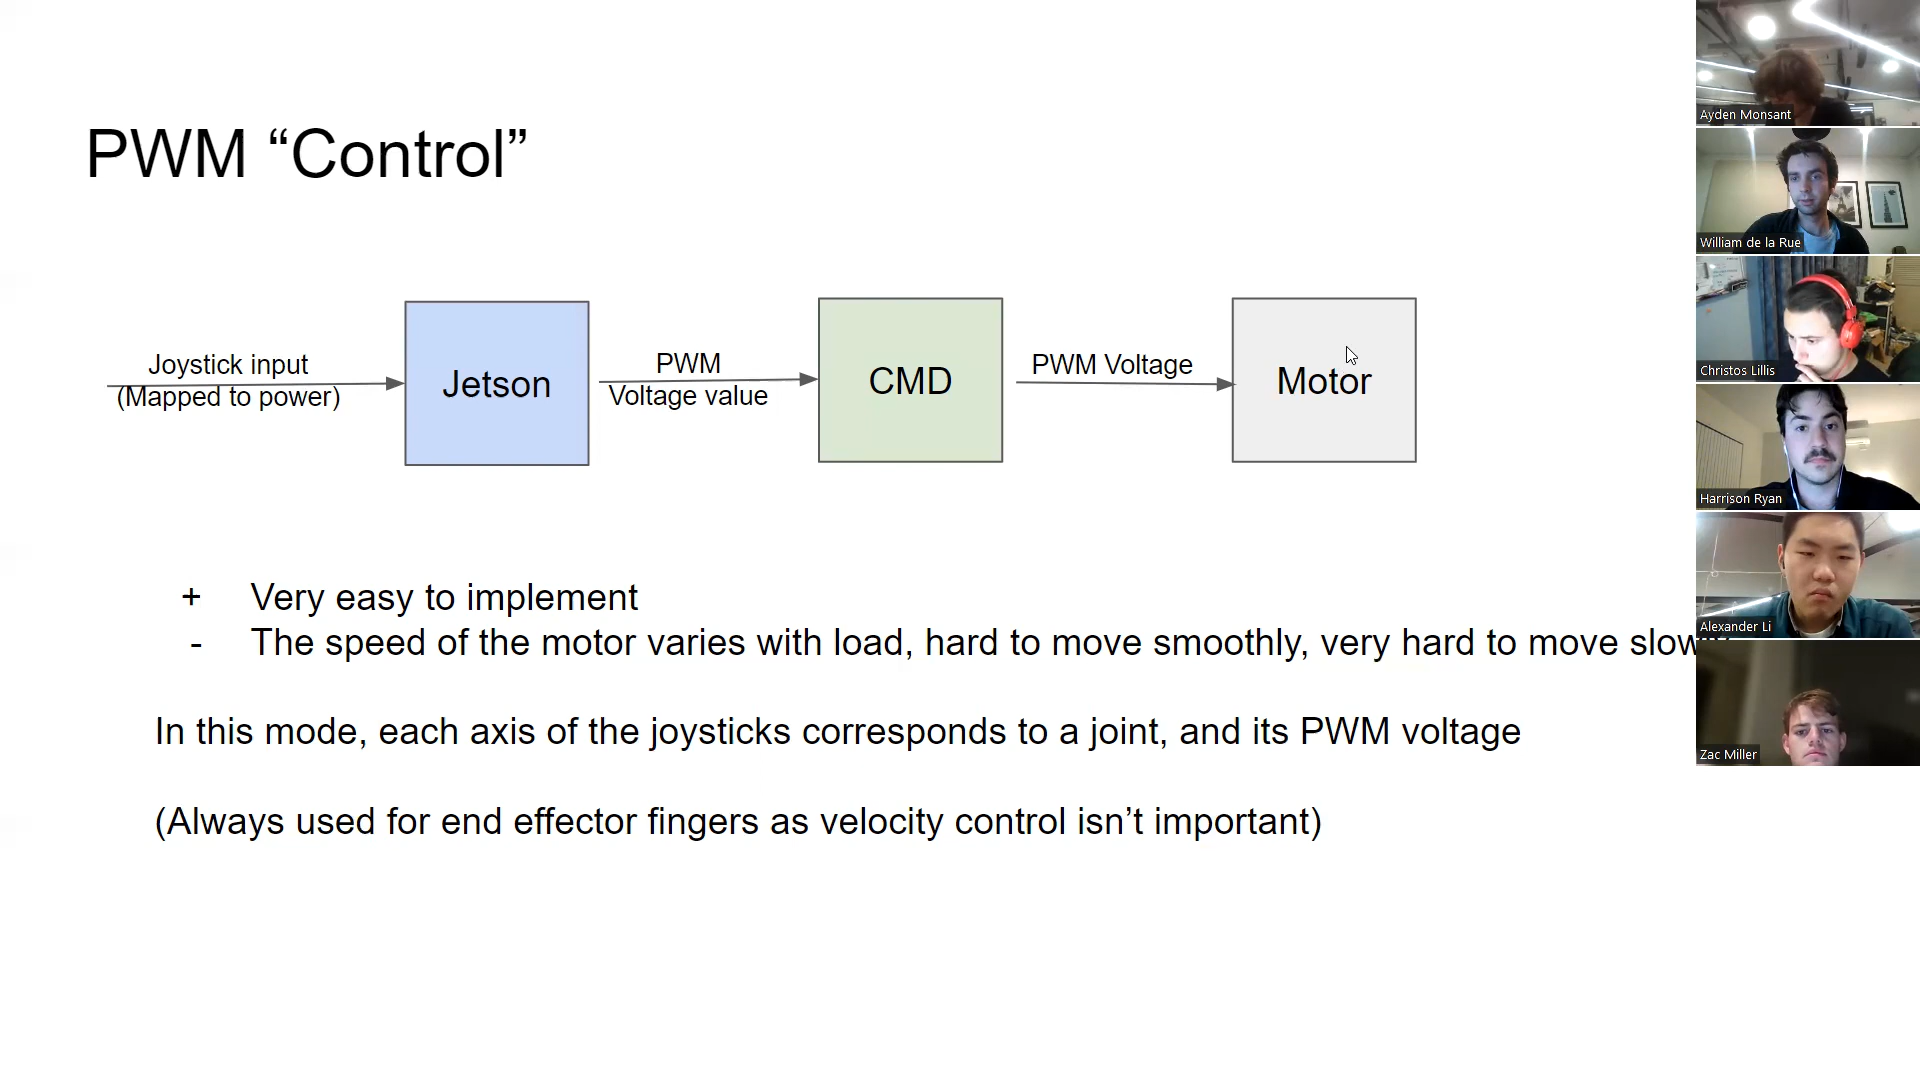 PWM “Control”
Joystick input
(Mapped to power)
Jetson
PWM
Voltage value
CMD
PWM Voltage
Motor
+ Very easy to implement
- The speed of the motor varies with load, hard to move smoothly, very hard to move slowly
In this mode, each axis of the joysticks corresponds to a joint, and its PWM voltage
(Always used for end effector fingers as velocity control isn’t important)
Ayden Monsant
William de la Rue
Christos Lillis
Harrison Ryan
Alexander Li
Zac Miller